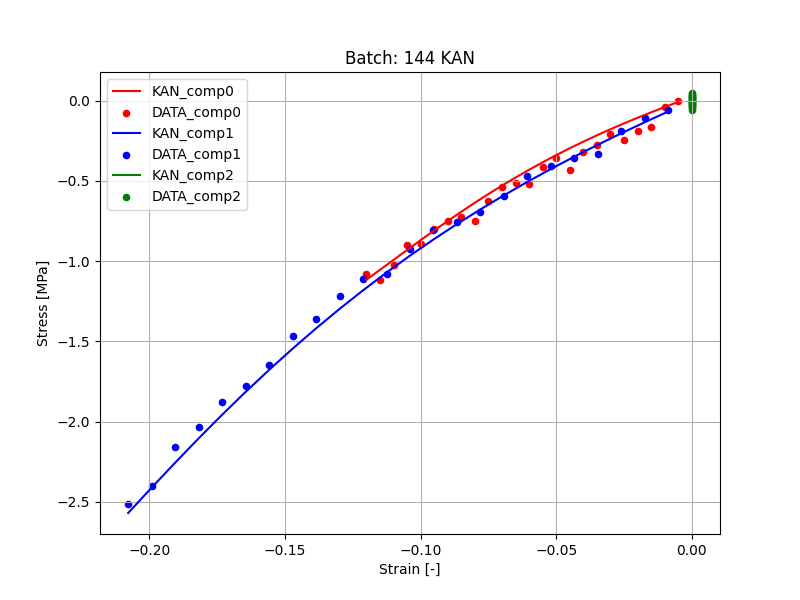 Batch: 144 KAN
KAN_comp0
DATA_comp0
KAN_comp1
DATA_comp1
KAN_comp2
DATA_comp2
0.0
−0.5
−1.0
−1.5
−2.0
−2.5
Stress [MPa]
−0.20
−0.15
−0.10
−0.05
0.00
Strain [-]